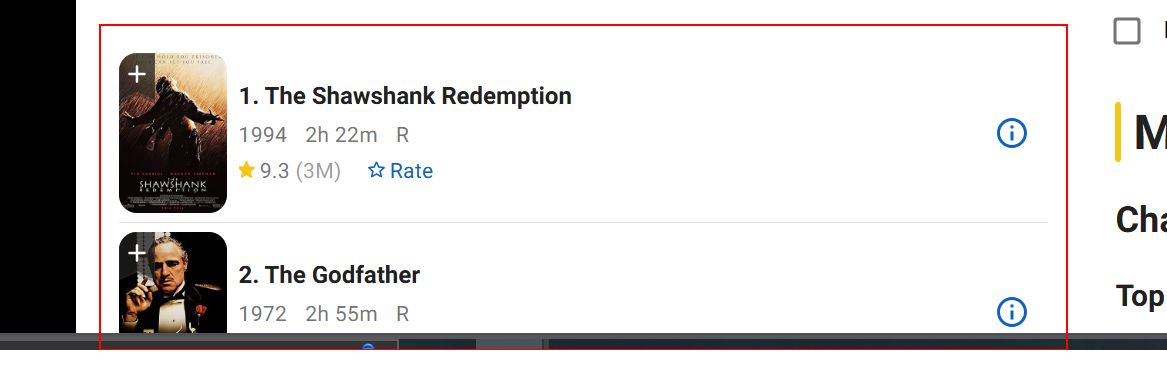 1. The Shawshank Redemption
1994 2h 22m R
9.3 (3M) Rate
THE
SHAWSHANK
REDEMPTION
2. The Godfather
1972 2h 55m R
M
Cha
Top